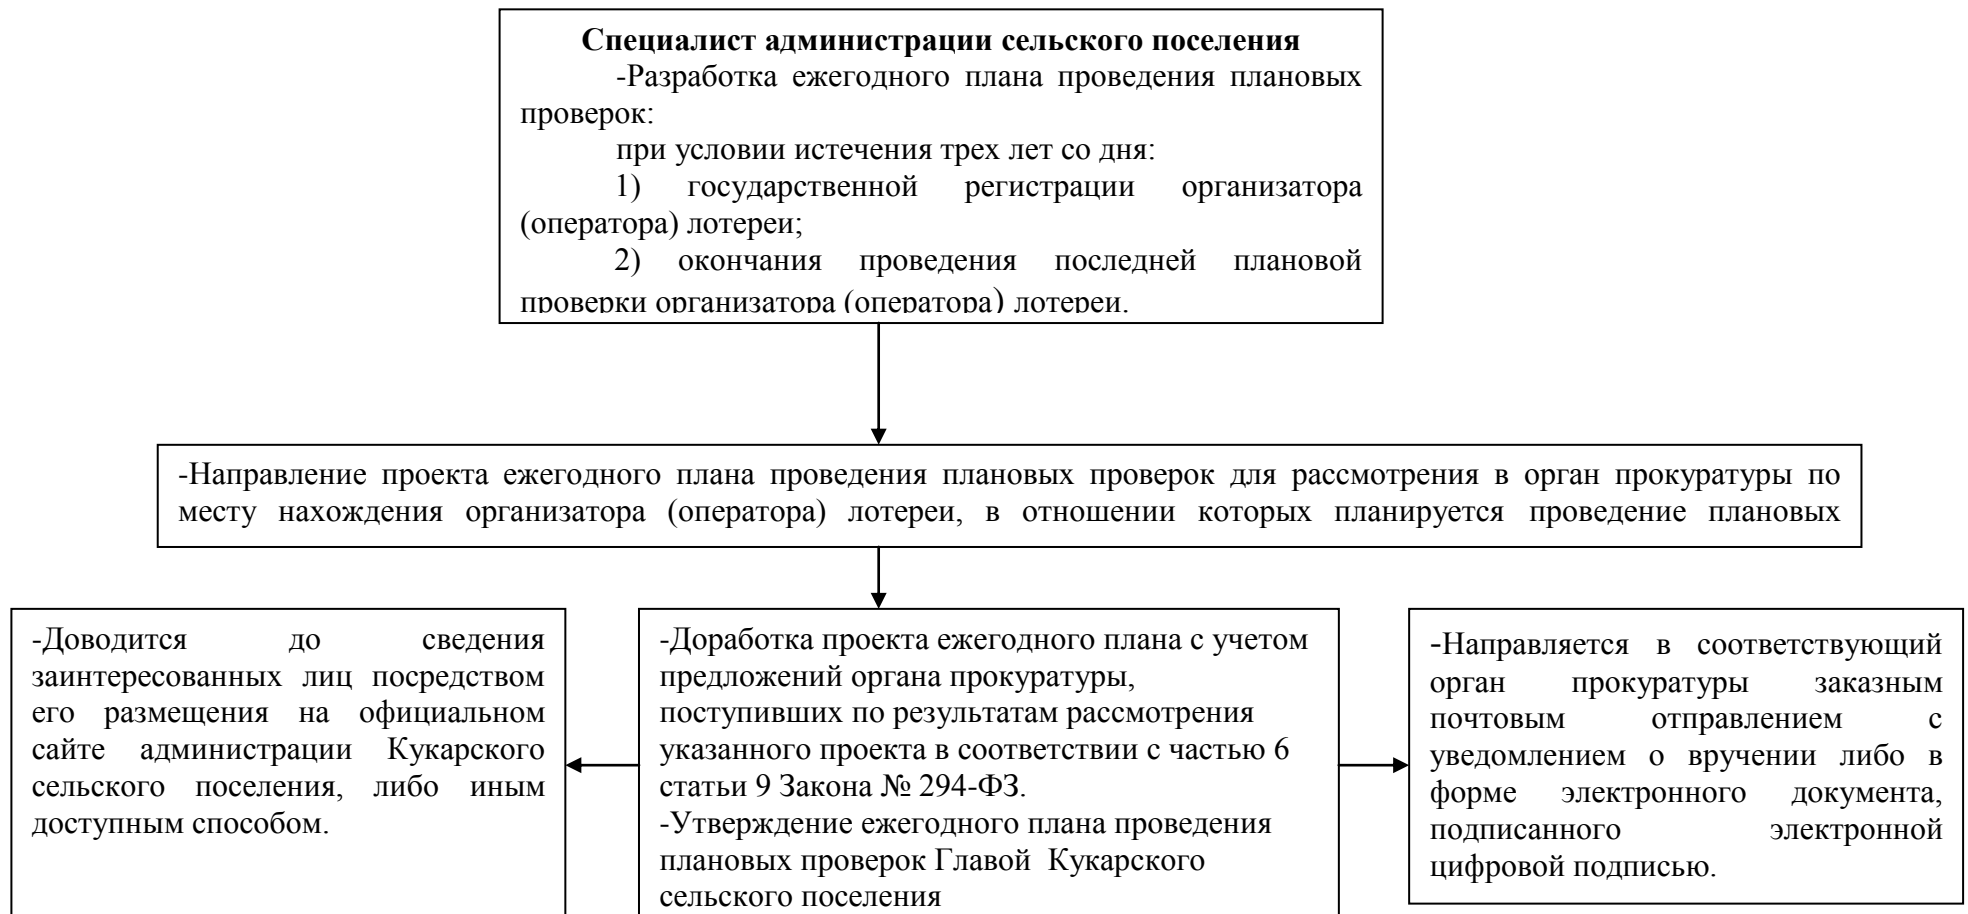 Специалист администрации сельского поселения
-Разработка ежегодного плана проведения плановых
проверок:
при условии истечения трех лет со дня:
1) государственной регистрации организатора
(оператора) лотереи;
2) окончания проведения последней плановой
проверки организатора (оператора) лотереи.
-Направление проекта ежегодного плана проведения плановых проверок для рассмотрения в орган прокуратуры по
месту нахождения организатора (оператора) лотереи, в отношении которых планируется проведение плановых
-Доводится до сведения
заинтересованных лиц посредством
его размещения на официальном
сайте администрации Кукарского
сельского поселения, либо иным
доступным способом.
-Доработка проекта ежегодного плана с учетом
предложений органа прокуратуры,
поступивших по результатам рассмотрения
указанного проекта в соответствии с частью 6
статьи 9 Закона № 294-ФЗ.
-Утверждение ежегодного плана проведения
плановых проверок Главой Кукарского
сельского поселения
-Направляется в соответствующий
орган прокуратуры заказным
почтовым отправлением с
уведомлением о вручении либо в
форме электронного документа,
подписанного электронной
цифровой подписью.